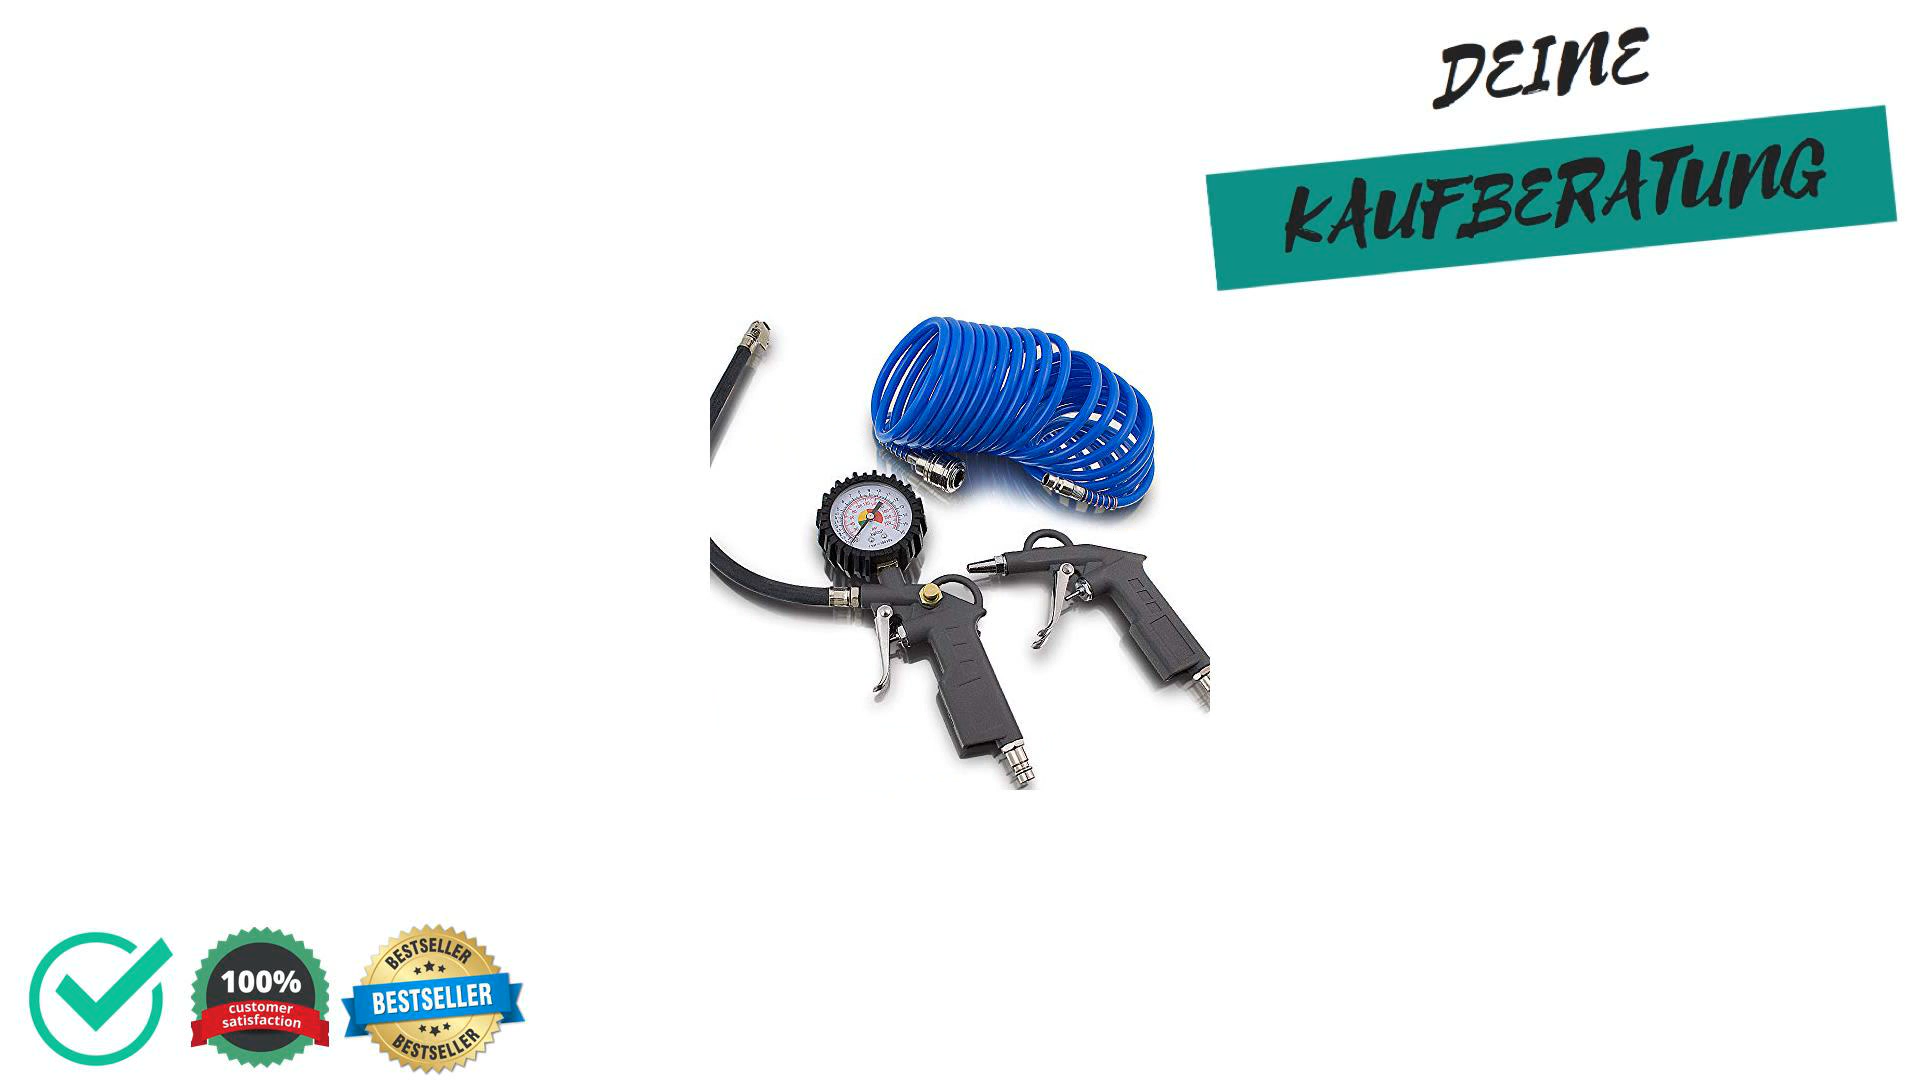 DEINE
KAUFBERATUNG
100%
customer
satisfaction
BESTSELLER
BESTSELLER
BESTSELLER